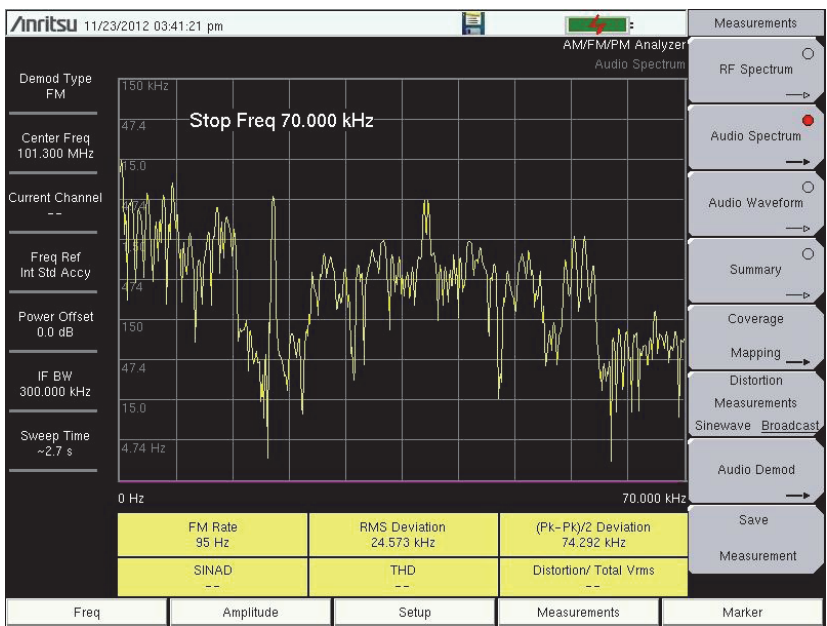 Anritsu 11/23/2012 03:41:21 pm
Measurements
AM/FM/PM Analyzer
Audio Spectrum
Demod Type
FM
Center Freq
101.300 MHz
Current Channel
--
Freq Ref
Int Std Accy
Power Offset
0.0 dB
IF BW
300.000 kHz
Sweep Time
~2.7 s
150 kHz
Stop Freq 70.000 kHz
47.4
15.0
4.74
474
150
47.4
15.0
4.74 Hz
0 Hz
70.000 kHz
FM Rate
95 Hz
RMS Deviation
24.573 kHz
(Pk-Pk)/2 Deviation
74.292 kHz
SINAD
--
THD
--
Distortion/ Total Vrms
--
RF Spectrum
Audio Spectrum
Audio Waveform
Summary
Coverage
Mapping
Distortion
Measurements
Sinewave Broadcast
Audio Demod
Save
Measurement
Freq
Amplitude
Setup
Measurements
Marker